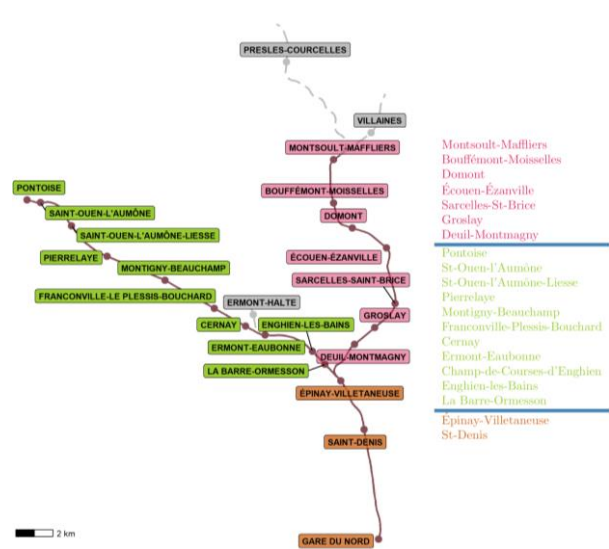 PRESLES-COURCELLES
VILLAINES
MONTSOULT-MAFFLIERS
BOUFFÉMONT-MOISSELLES
DOMONT
ÉCOUEN-ÉZANVILLE
SARCELLES-SAINT-BRICE
GROSLAY
DEUIL-MONTMAGNY
PONTOISE
SAINT-OUEN-L'AUMÔNE
SAINT-OUEN-L'AUMÔNE-LIESSE
PIERRELAYE
MONTIGNY-BEAUCHAMP
FRANCONVILLE-LE PLESSIS-BOUCHARD
ERMONT-HALTE
CERNAY
ENGHIEN-LES-BAINS
ERMONT-EAUBONNE
LA BARRE-ORMESSON
ÉPINAY-VILLETANEUSE
SAINT-DENIS
GARE DU NORD
2 km
Montsoult-Maffliers
Bouffémont-Moisselles
Domont
Écouen-Ézanville
Sarcelles-St-Brice
Groslay
Deuil-Montmagny
Pontoise
St-Ouen-l'Aumône
St-Ouen-l'Aumône-Liesse
Pierrelaye
Montigny-Beauchamp
Franconville-Plessis-Bouchard
Cernay
Ermont-Eaubonne
Champ-de-Courses-d'Enghien
Enghien-les-Bains
La Barre-Ormesson
Épinay-Villetaneuse
St-Denis